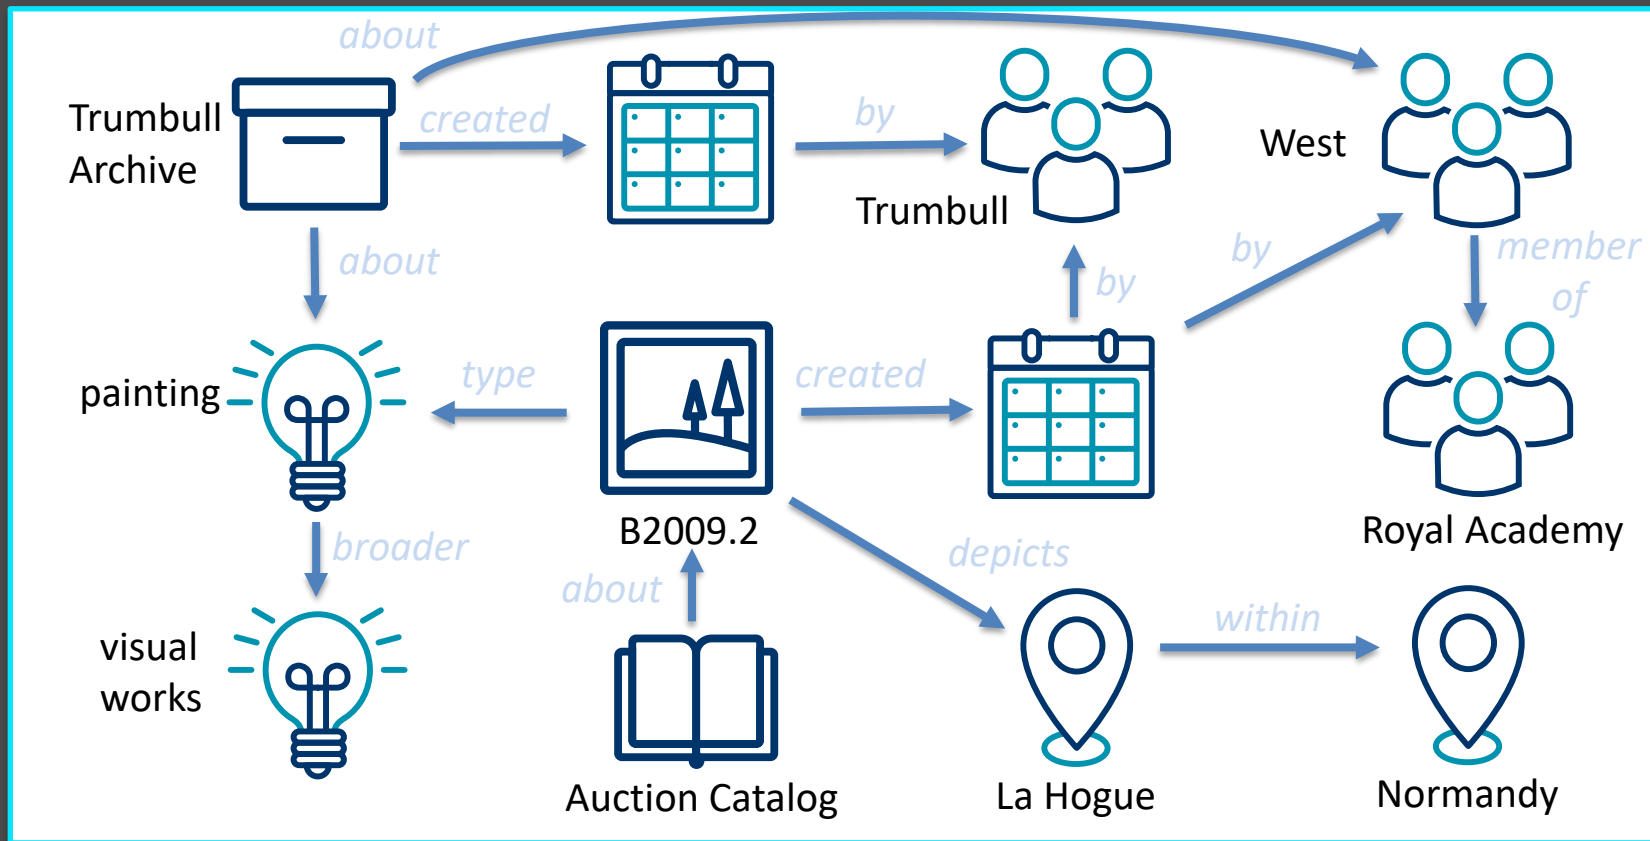 about
Trumbull
Archive
created
by
Trumbull
West
about
by
by
member
of
painting
type
created
B2009.2
Royal Academy
broader
about
depicts
within
visual
works
Auction Catalog
La Hogue
Normandy